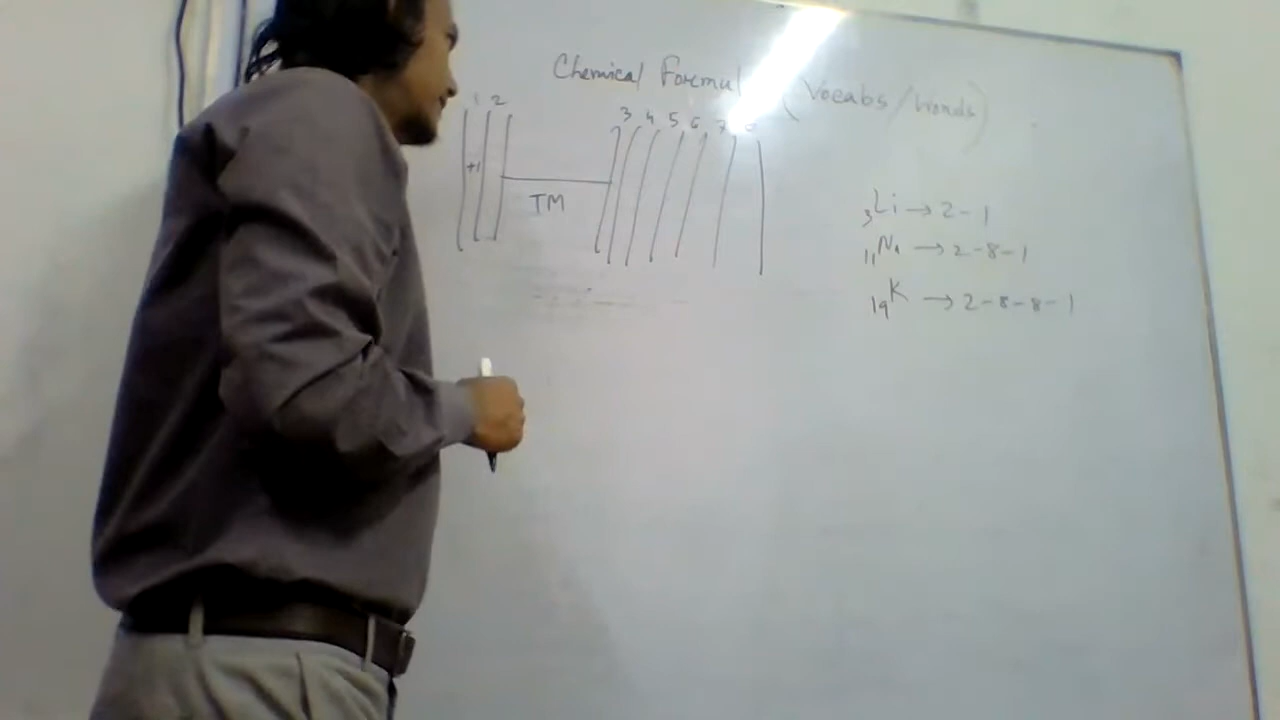 Chemical Formul (Vocabs/Words)
1 2 3 4 5 6 7 8
+1
TM
₃Li → 2-1
₁₁Na → 2-8-1
₁₉K → 2-8-8-1